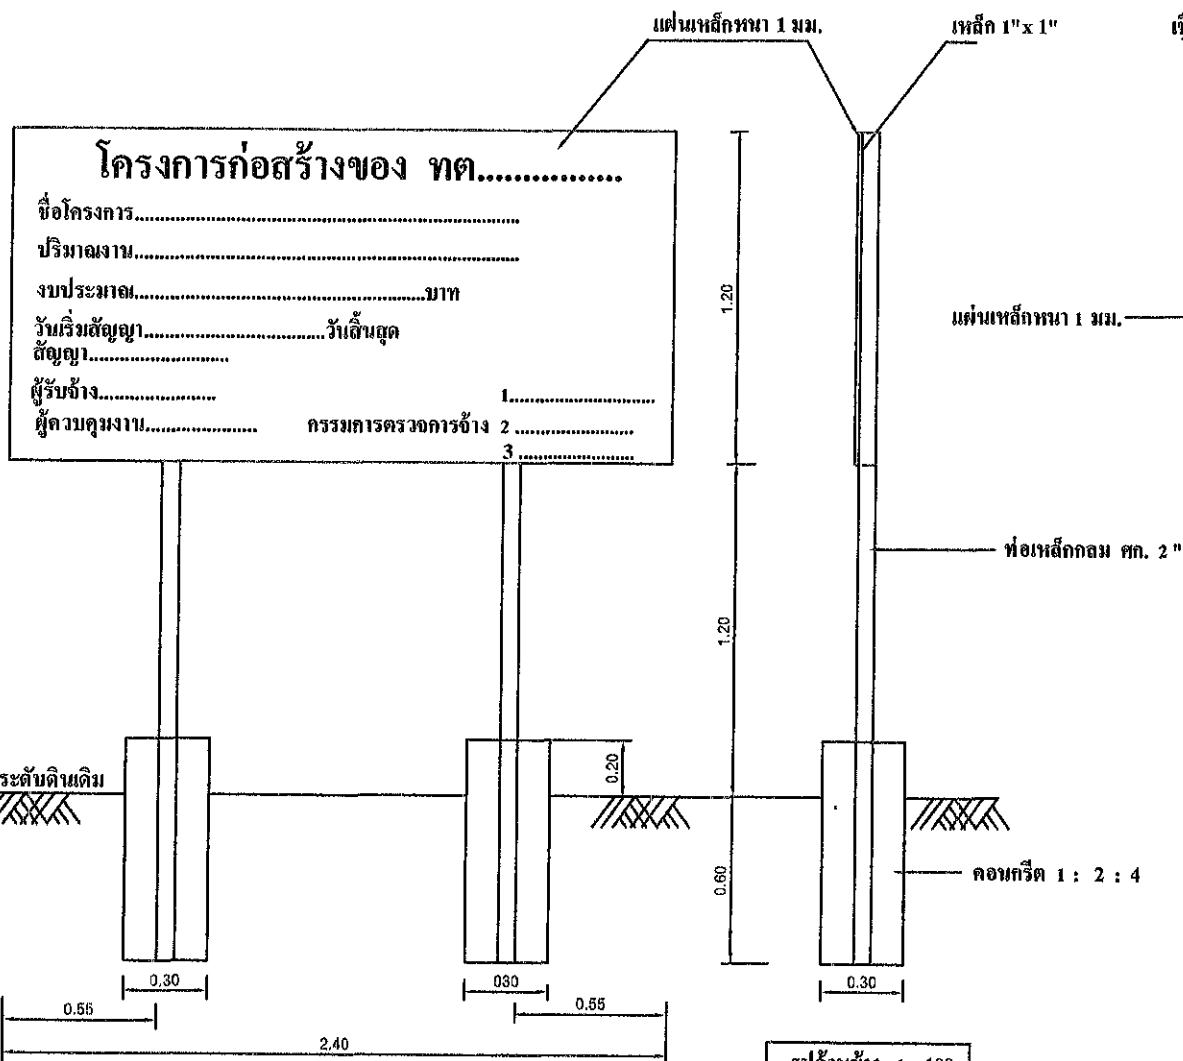 แผ่นเหล็กหนา 1 มม.
เหล็ก 1"x 1"
โครงการก่อสร้างของ ทต................
ชื่อโครงการ................................................................................
ปริมาณงาน................................................................................
งบประมาณ............................................................บาท
วันเริ่มสัญญา......................................วันสิ้นสุด
สัญญา.............................
ผู้รับจ้าง........................
1..............................
ผู้ควบคุมงาน.......................
กรรมการตรวจการจ้าง 2 .........................
3 ........................
1.20
แผ่นเหล็กหนา 1 มม.
ท่อเหล็กกลม ศก. 2"
1.20
ระดับดินเดิม
0.20
0.60
คอนกรีต 1 : 2 : 4
0.30
030
0.30
0.55
0.55
2.40